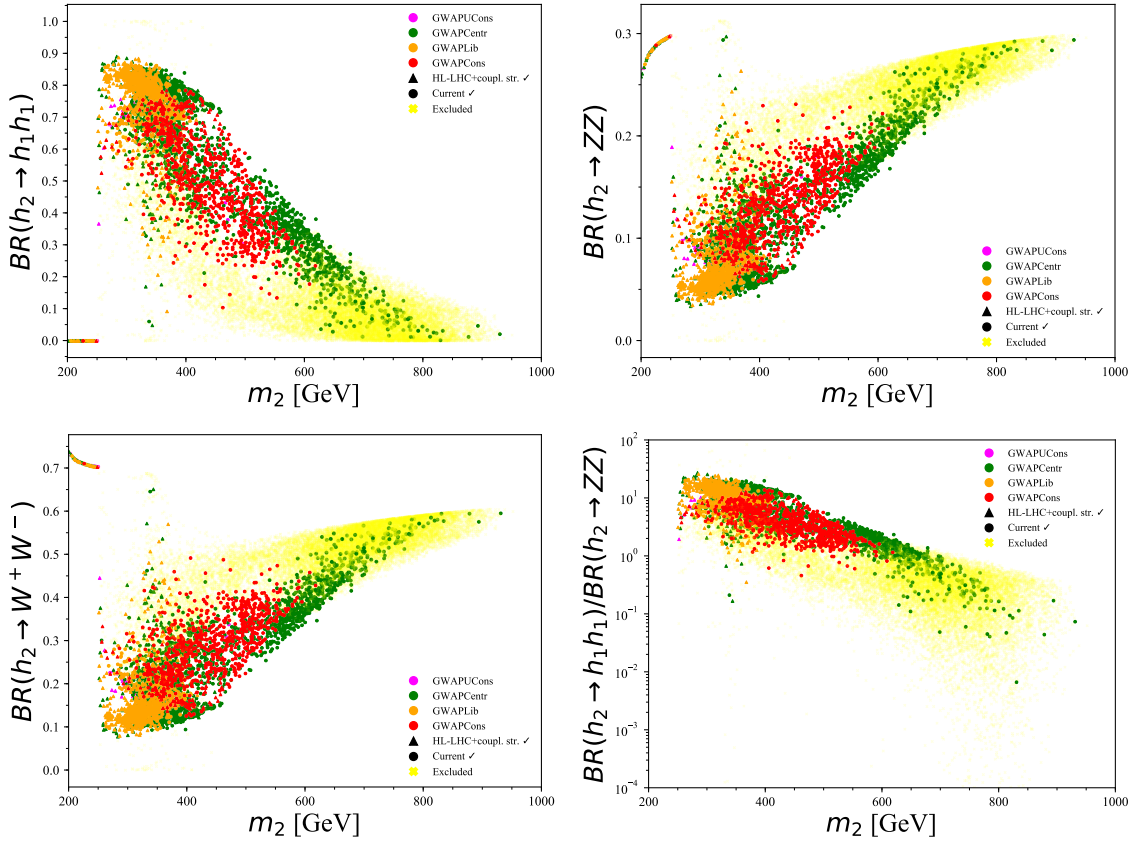 BR(h₂ → h₁h₁)
1.0
0.9
0.8
0.7
0.6
0.5
0.4
0.3
0.2
0.1
0.0
GWAPUCons
GWAPCentr
GWAPLib
GWAPCons
HL-LHC+coupl. str. ✓
Current ✓
Excluded
200 400 600 800 1000
m₂ [GeV]
BR(h₂ → ZZ)
0.3
0.2
0.1
0.0
GWAPUCons
GWAPCentr
GWAPLib
GWAPCons
HL-LHC+coupl. str. ✓
Current ✓
Excluded
200 400 600 800 1000
m₂ [GeV]
BR(h₂ → W⁺W⁻)
0.7
0.6
0.5
0.4
0.3
0.2
0.1
0.0
GWAPUCons
GWAPCentr
GWAPLib
GWAPCons
HL-LHC+coupl. str. ✓
Current ✓
Excluded
200 400 600 800 1000
m₂ [GeV]
BR(h₂ → h₁h₁)/BR(h₂ → ZZ)
10²
10¹
10⁰
10⁻¹
10⁻²
10⁻³
10⁻⁴
GWAPUCons
GWAPCentr
GWAPLib
GWAPCons
HL-LHC+coupl. str. ✓
Current ✓
Excluded
200 400 600 800 1000
m₂ [GeV]